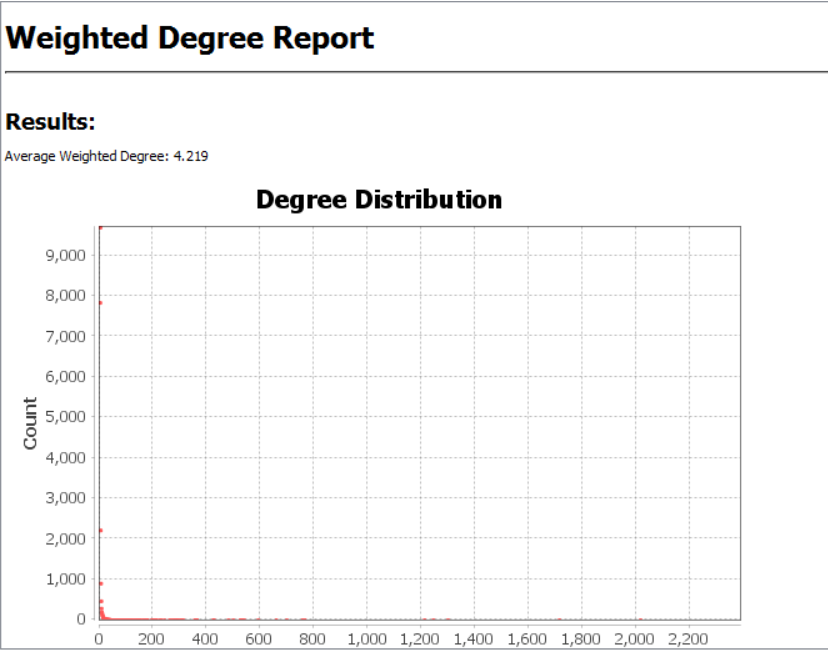 Weighted Degree Report
Results:
Average Weighted Degree: 4.219
Degree Distribution
9,000
8,000
7,000
6,000
5,000
4,000
3,000
2,000
1,000
0
Count
0 200 400 600 800 1,000 1,200 1,400 1,600 1,800 2,000 2,200